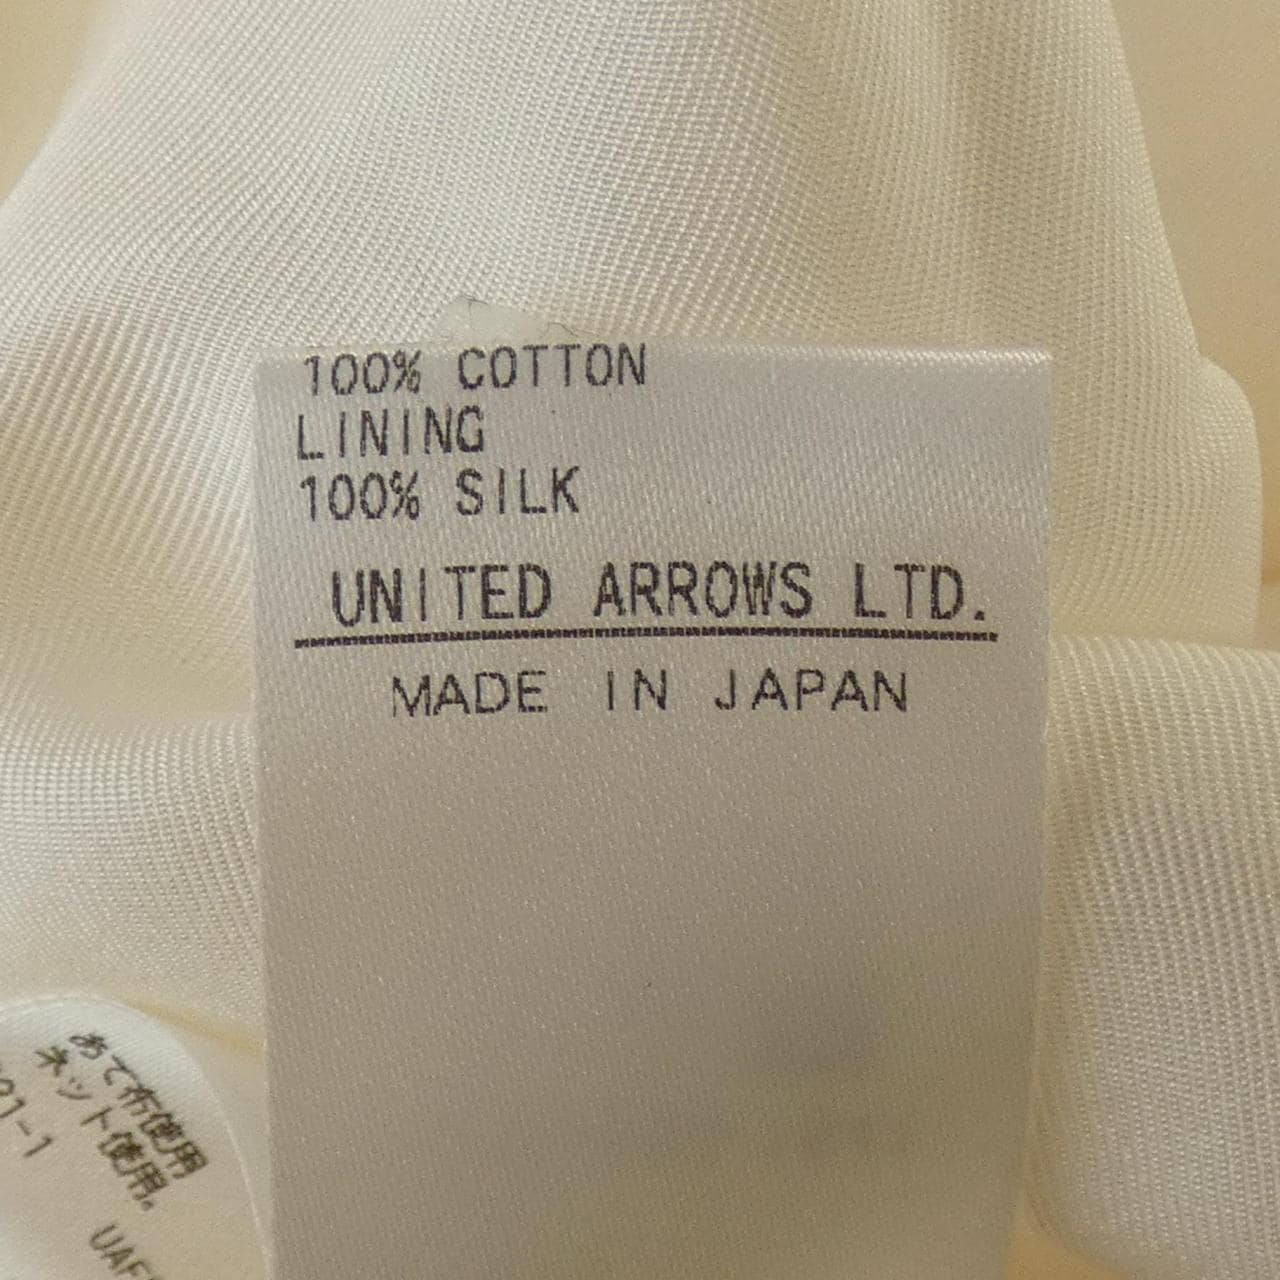 100% COTTON
LINING
100% SILK
UNITED ARROWS LTD.
MADE IN JAPAN
あて布使用
ネット使用。